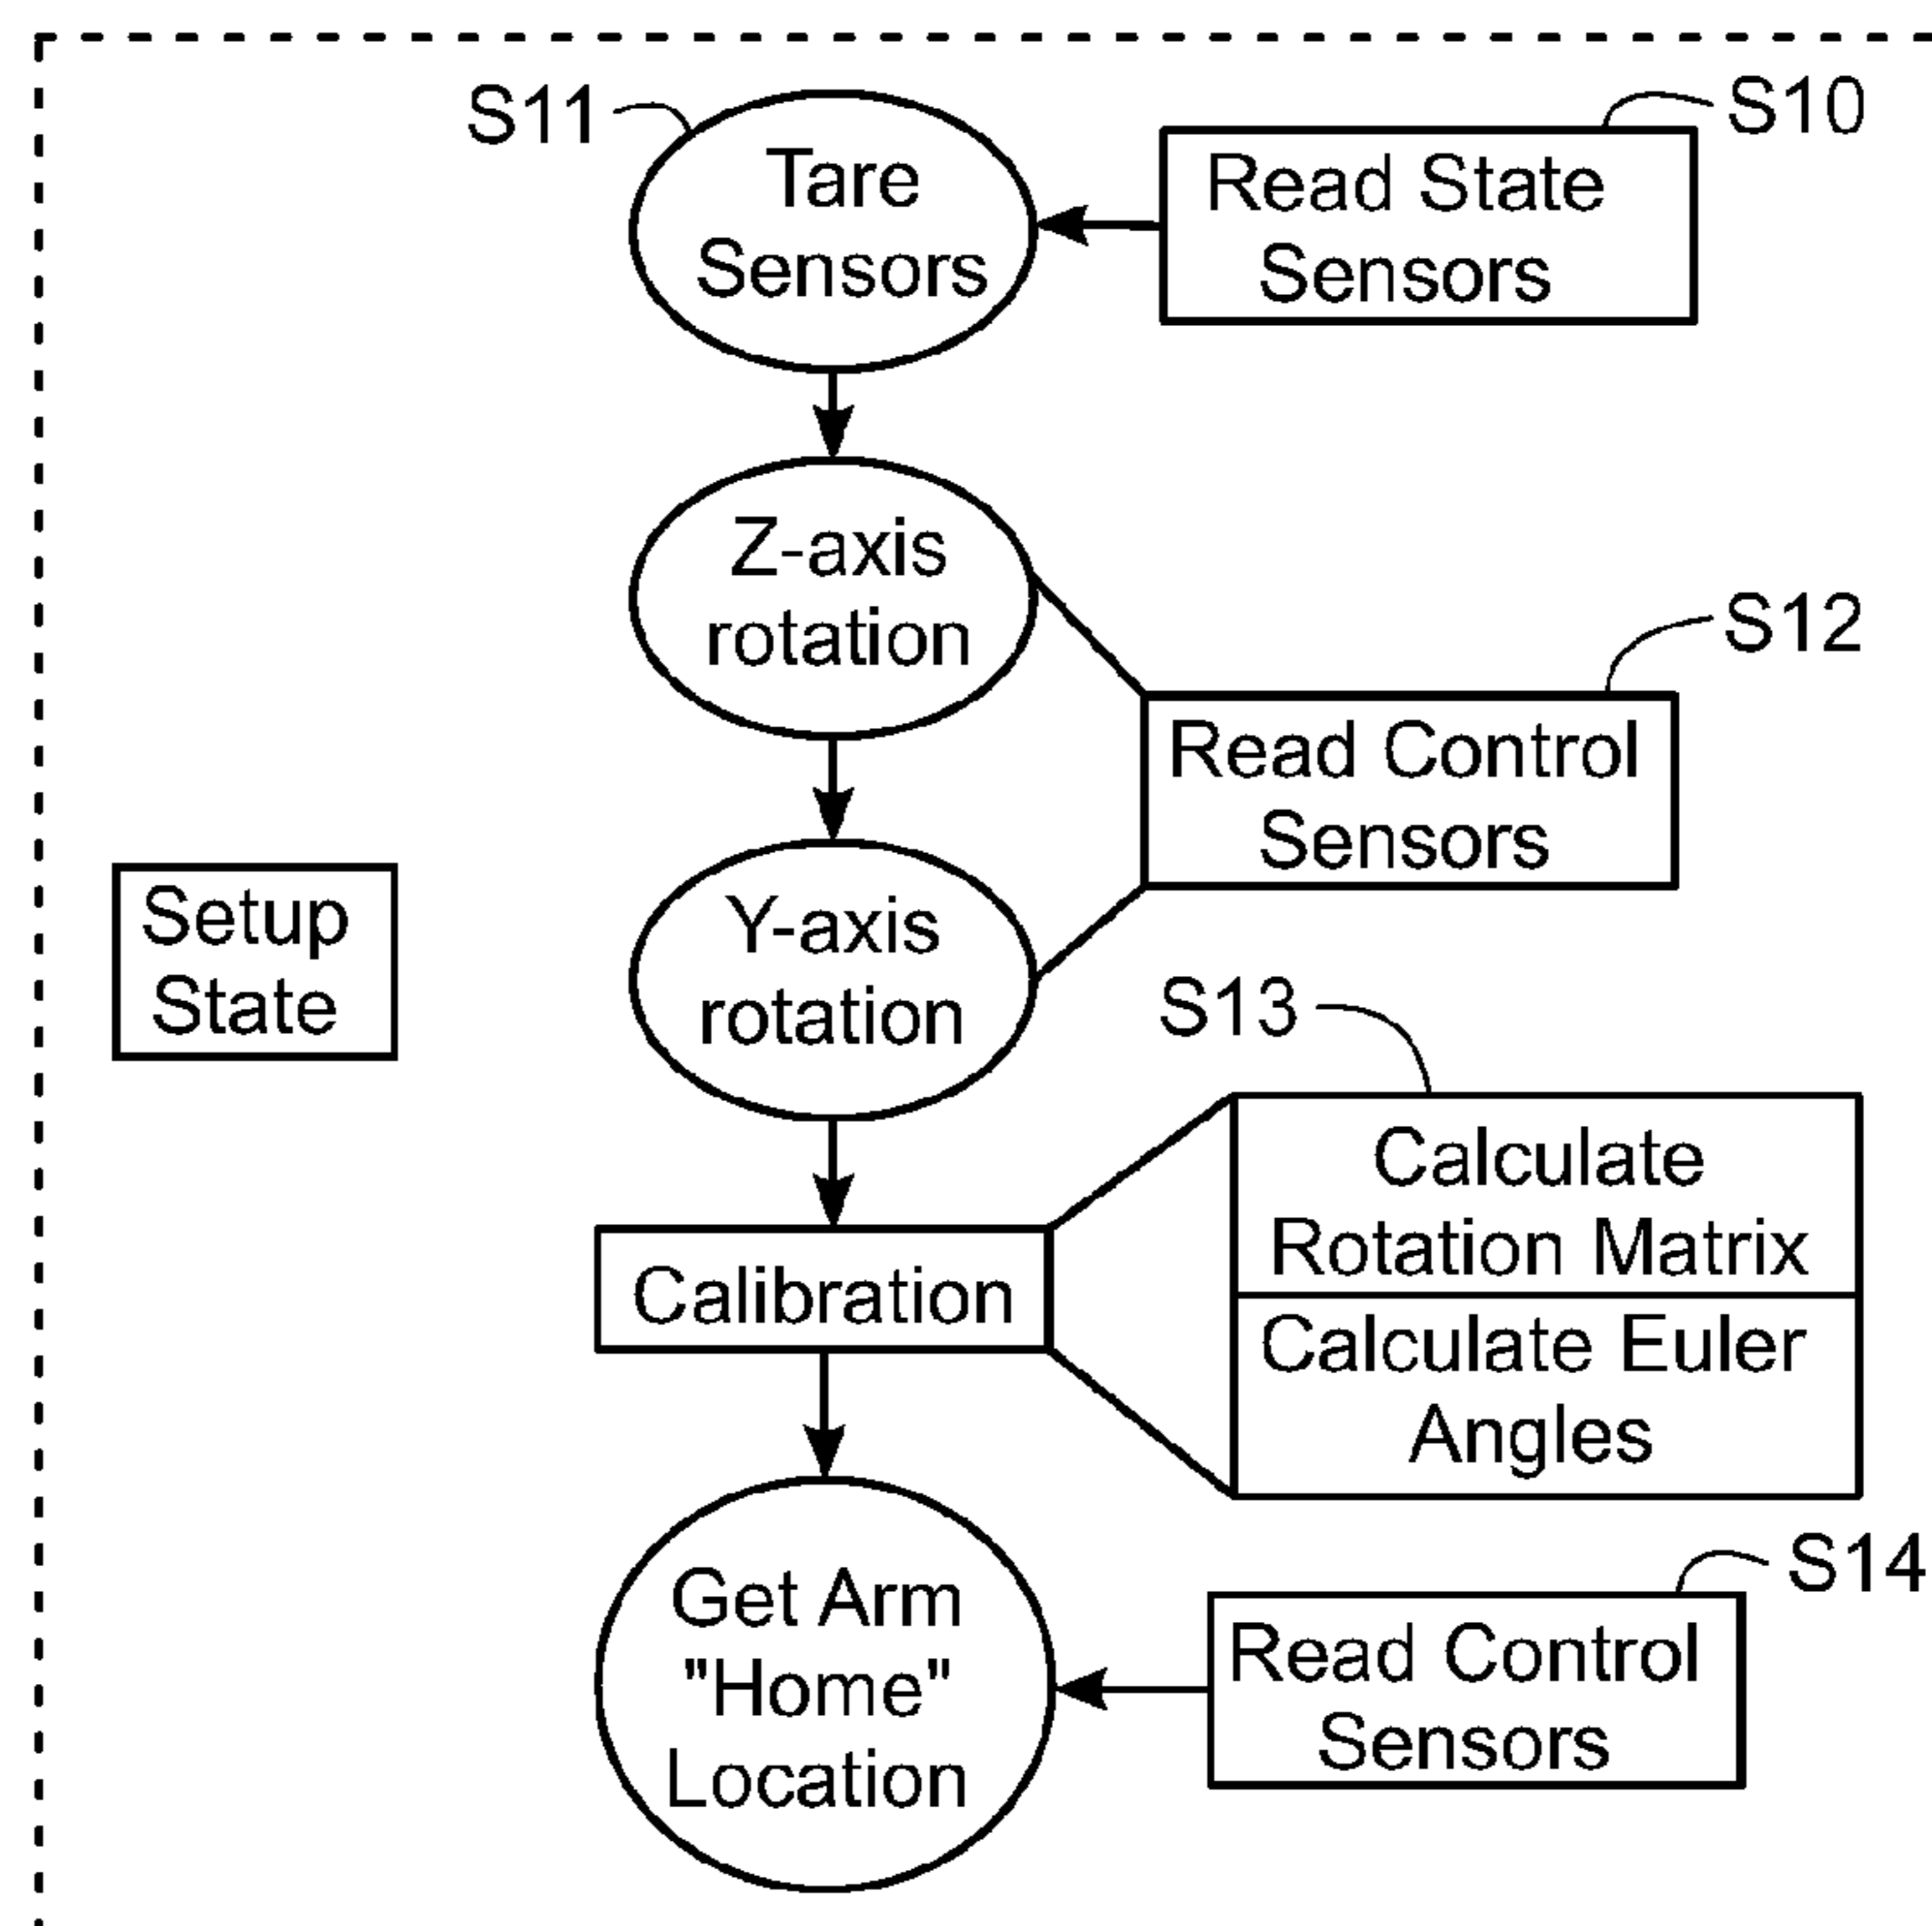 S11
Tare
Sensors
S10
Read State
Sensors
Z-axis
rotation
S12
Read Control
Sensors
Setup
State
Y-axis
rotation
S13
Calculate
Rotation Matrix
Calculate Euler
Angles
Calibration
S14
Get Arm
"Home"
Location
Read Control
Sensors